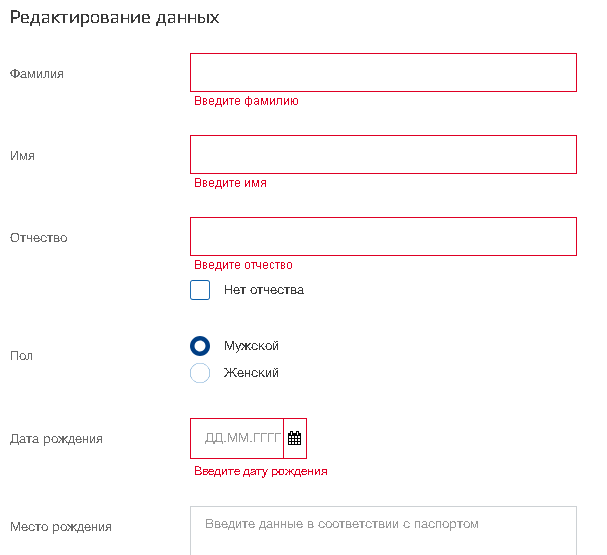 Редактирование данных
Фамилия
Введите фамилию
Имя
Введите имя
Отчество
Введите отчество
Нет отчества
Пол
Мужской
Женский
Дата рождения
ДД.ММ.ГГГГ
Введите дату рождения
Место рождения
Введите данные в соответствии с паспортом